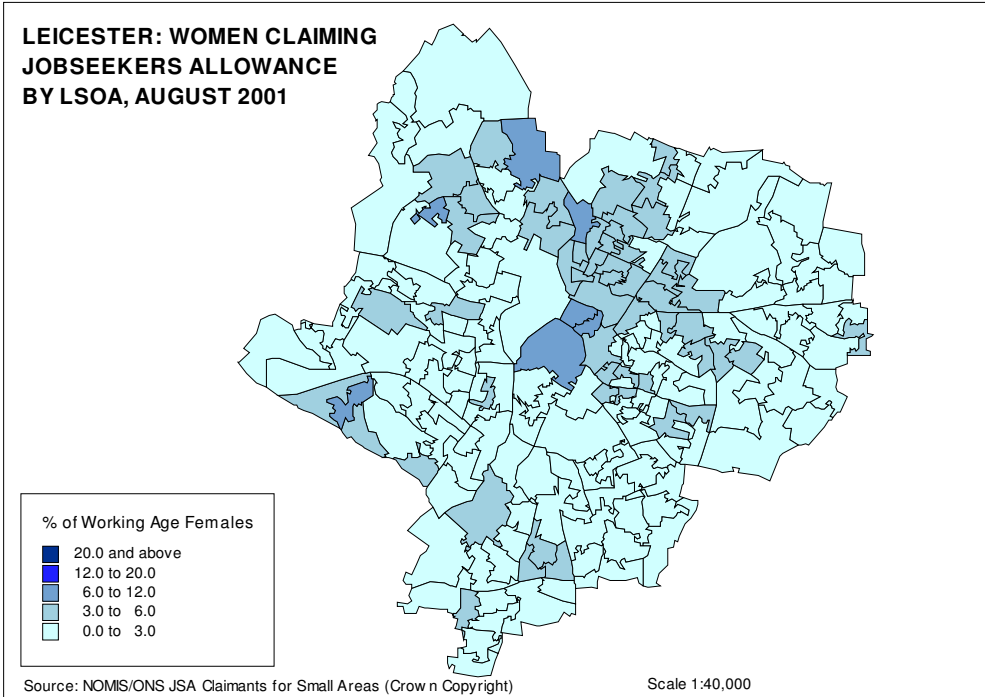 LEICESTER: WOMEN CLAIMING
JOBSEEKERS ALLOWANCE
BY LSOA, AUGUST 2001
% of Working Age Females
20.0 and above
12.0 to 20.0
6.0 to 12.0
3.0 to 6.0
0.0 to 3.0
Source: NOMIS/ONS JSA Claimants for Small Areas (Crown Copyright)
Scale 1:40,000